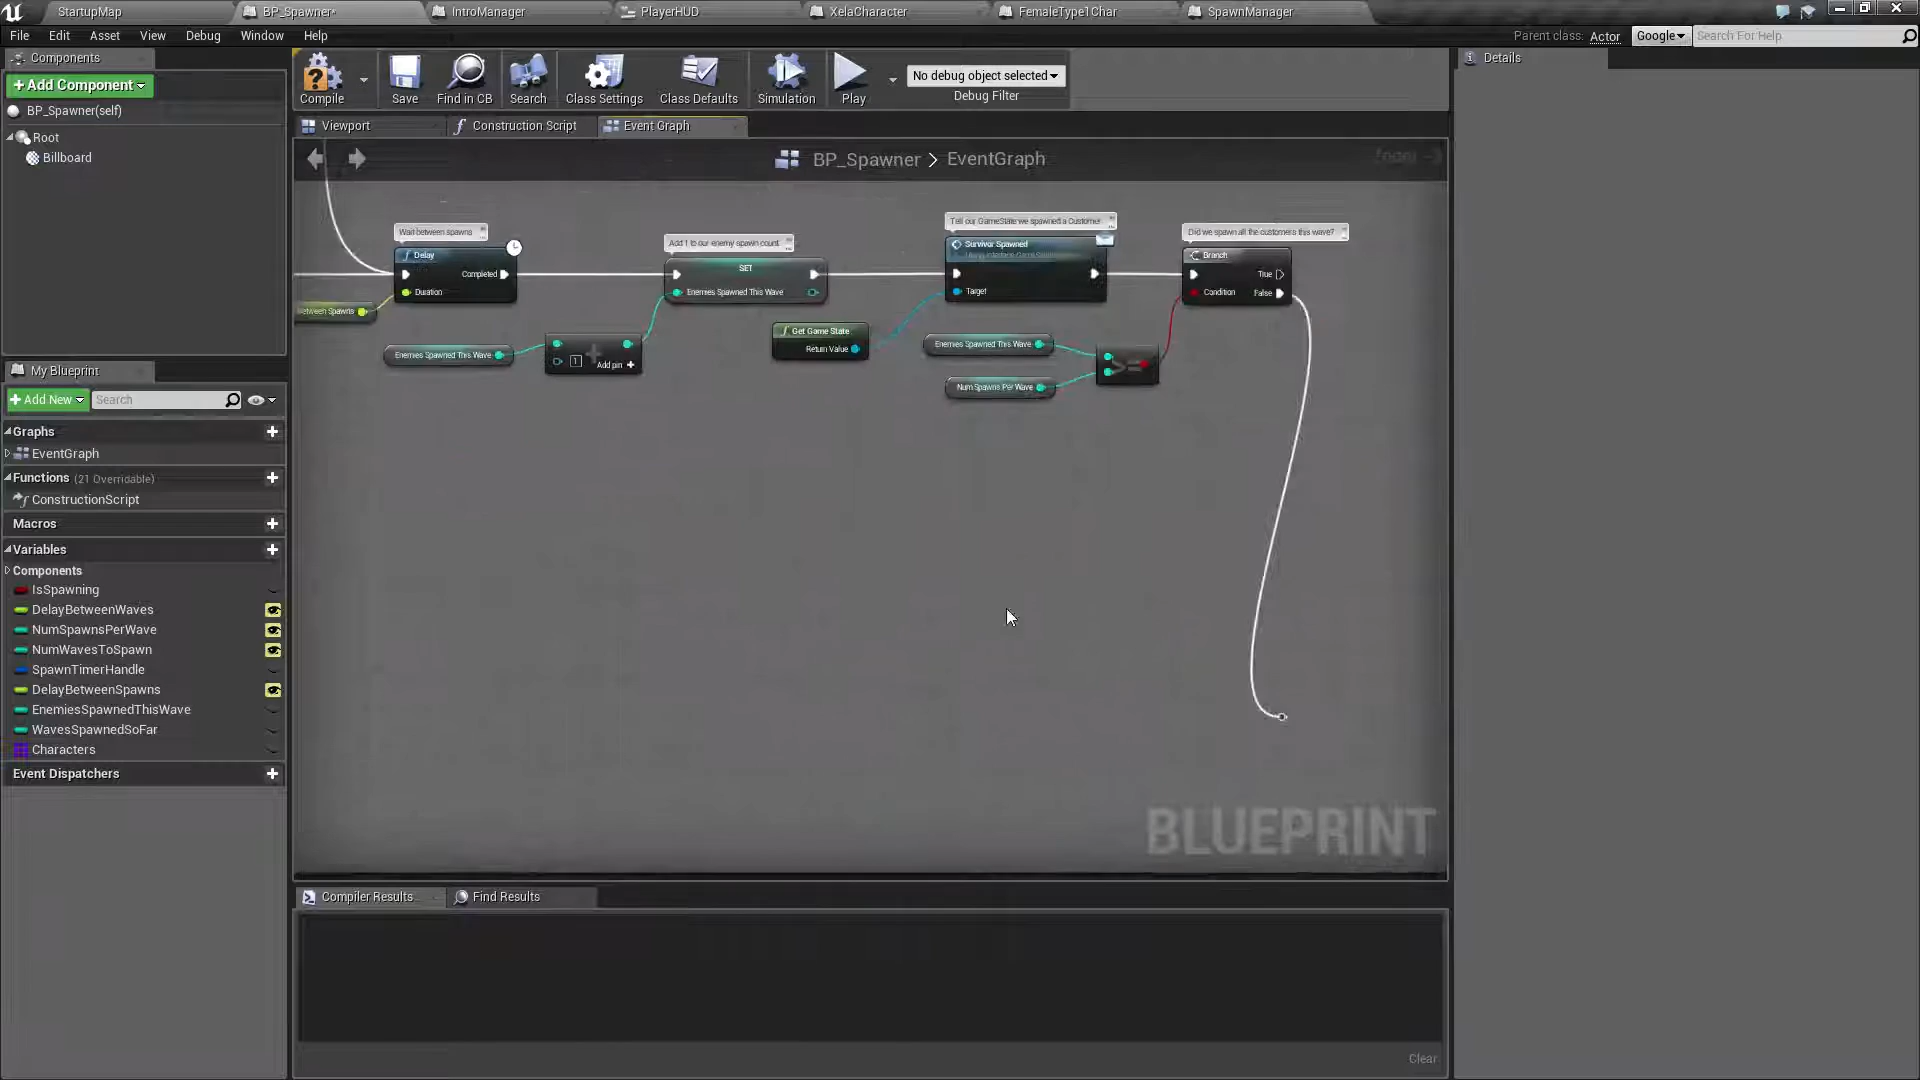 StartupMap
BP_Spawner*
IntroManager
PlayerHUD
XelaCharacter
FemaleType1Char
SpawnManager
File
Edit
Asset
View
Debug
Window
Help
Parent class: Actor
Google
Search For Help
Components
+ Add Component
BP_Spawner(self)
Root
Billboard
Compile
Save
Find in CB
Search
Class Settings
Class Defaults
Simulation
Play
No debug object selected
Debug Filter
Details
Viewport
Construction Script
Event Graph
BP_Spawner > EventGraph
Wait between spawns
Delay
Completed
Duration
etween Spawns
Enemies Spawned This Wave
1
Add pin +
Add 1 to our enemy spawn count
SET
Enemies Spawned This Wave
Get Game State
Return Value
Tell our GameState we spawned a Customer
Survivor Spawned
Target
Enemies Spawned This Wave
Num Spawns Per Wave
>=
Did we spawn all the customers this wave?
Branch
True
Condition
False
My Blueprint
+ Add New
Search
Graphs
EventGraph
Functions (21 Overridable)
ConstructionScript
Macros
Variables
Components
IsSpawning
DelayBetweenWaves
NumSpawnsPerWave
NumWavesToSpawn
SpawnTimerHandle
DelayBetweenSpawns
EnemiesSpawnedThisWave
WavesSpawnedSoFar
Characters
Event Dispatchers
BLUEPRINT
Compiler Results
Find Results
Clear